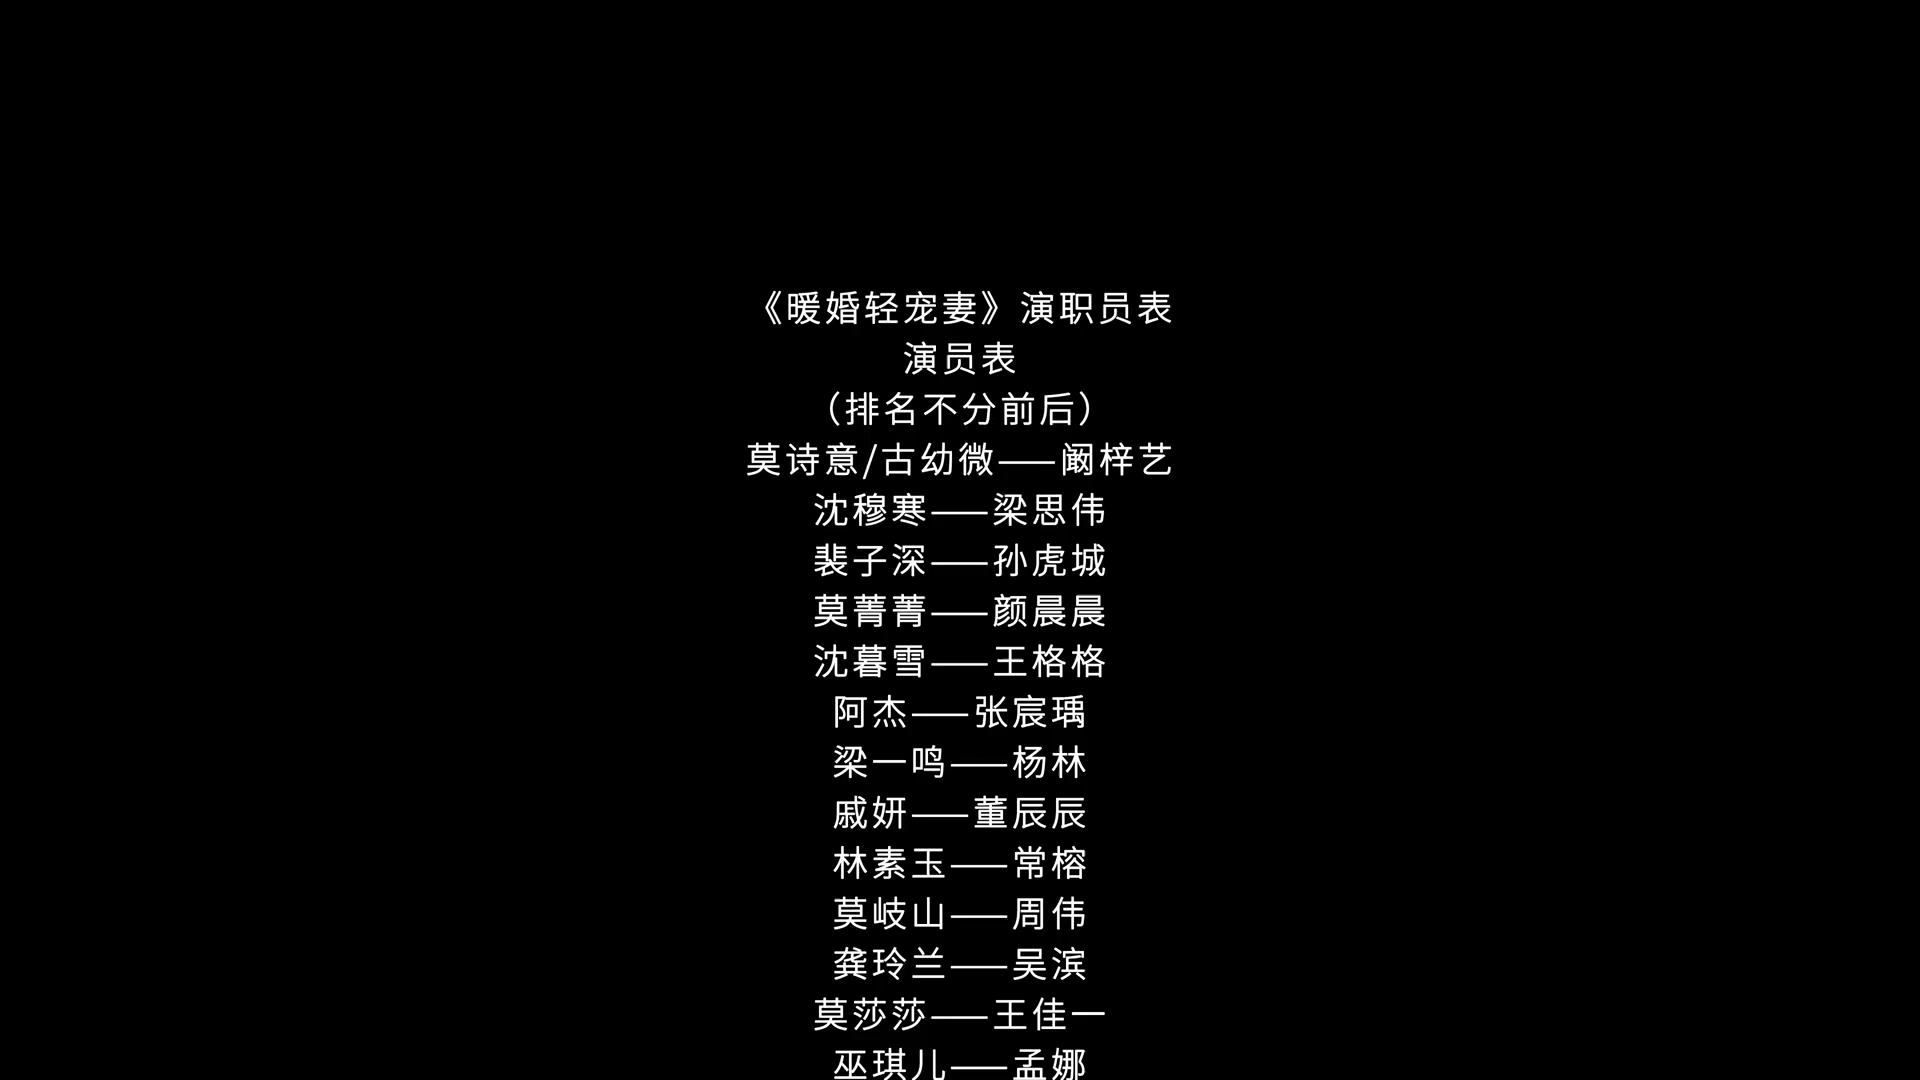 《暖婚轻宠妻》演职员表
演员表
（排名不分前后）
莫诗意/古幼微——阚梓艺
沈穆寒——梁思伟
裴子深——孙虎城
莫菁菁——颜晨晨
沈暮雪——王格格
阿杰——张宸瑀
梁一鸣——杨林
戚妍——董辰辰
林素玉——常榕
莫岐山——周伟
龚玲兰——吴滨
莫莎莎——王佳一
巫琪儿——孟娜